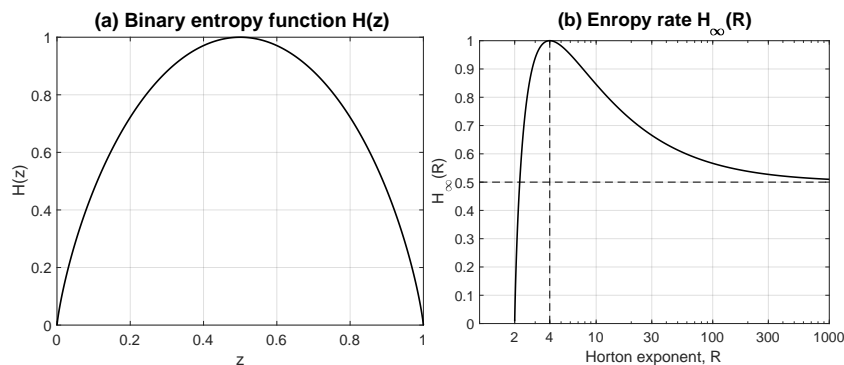 (a) Binary entropy function H(z)
1
0.8
0.6
0.4
0.2
0
H(z)
0 0.2 0.4 0.6 0.8 1
z
(b) Enropy rate H∞(R)
1
0.9
0.8
0.7
0.6
0.5
0.4
0.3
0.2
0.1
0
H∞(R)
2 4 10 30 100 300 1000
Horton exponent, R